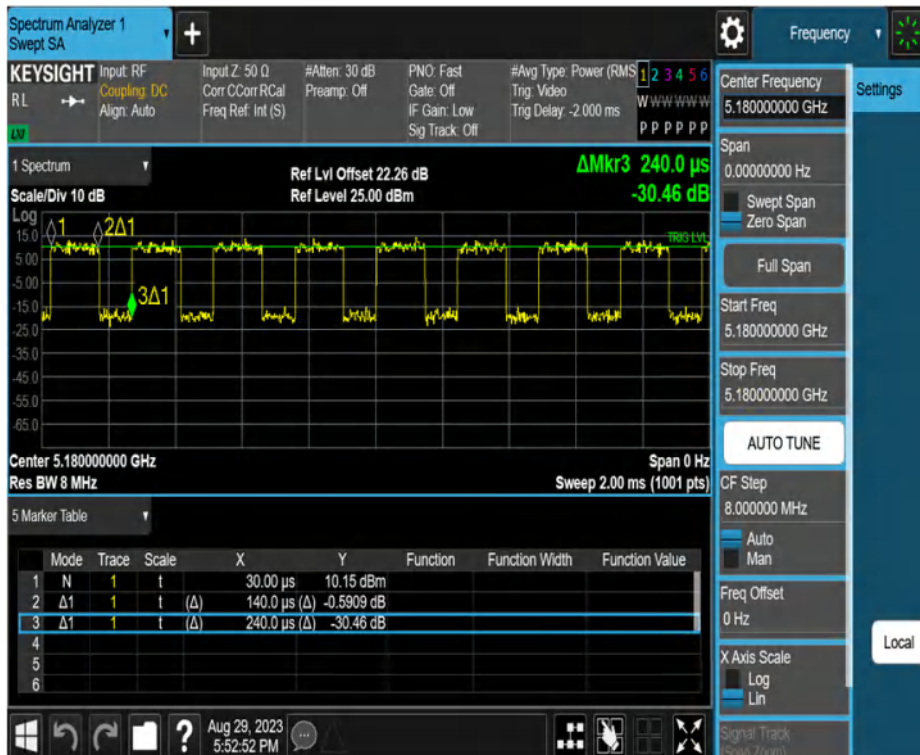 Spectrum Analyzer 1
Swept SA
Frequency
KEYSIGHT
RL
LXI
Input: RF
Coupling: DC
Align: Auto
Input Z: 50 Ω
Corr CCorr RCal
Freq Ref: Int (S)
#Atten: 30 dB
Preamp: Off
PNO: Fast
Gate: Off
IF Gain: Low
Sig Track: Off
#Avg Type: Power (RMS
Trig: Video
Trig Delay: -2.000 ms
1 2 3 4 5 6
W W W W W W
P P P P P P
Center Frequency
5.180000000 GHz
Settings
1 Spectrum
Scale/Div 10 dB
Ref Lvl Offset 22.26 dB
Ref Level 25.00 dBm
ΔMkr3 240.0 µs
-30.46 dB
Log
15.0
5.00
-5.00
-15.0
-25.0
-35.0
-45.0
-55.0
-65.0
1
2Δ1
3Δ1
TRIG LVL
Center 5.180000000 GHz
Span 0 Hz
Res BW 8 MHz
Sweep 2.00 ms (1001 pts)
Span
0.00000000 Hz
Swept Span
Zero Span
Full Span
Start Freq
5.180000000 GHz
Stop Freq
5.180000000 GHz
AUTO TUNE
CF Step
8.000000 MHz
Auto
Man
Freq Offset
0 Hz
X Axis Scale
Log
Lin
Signal Track
(Span Zoom)
Local
5 Marker Table
Mode Trace Scale X Y Function Function Width Function Value
1 N 1 t 30.00 µs 10.15 dBm
2 Δ1 1 t (Δ) 140.0 µs (Δ) -0.5909 dB
3 Δ1 1 t (Δ) 240.0 µs (Δ) -30.46 dB
4
5
6
?
Aug 29, 2023
5:52:52 PM